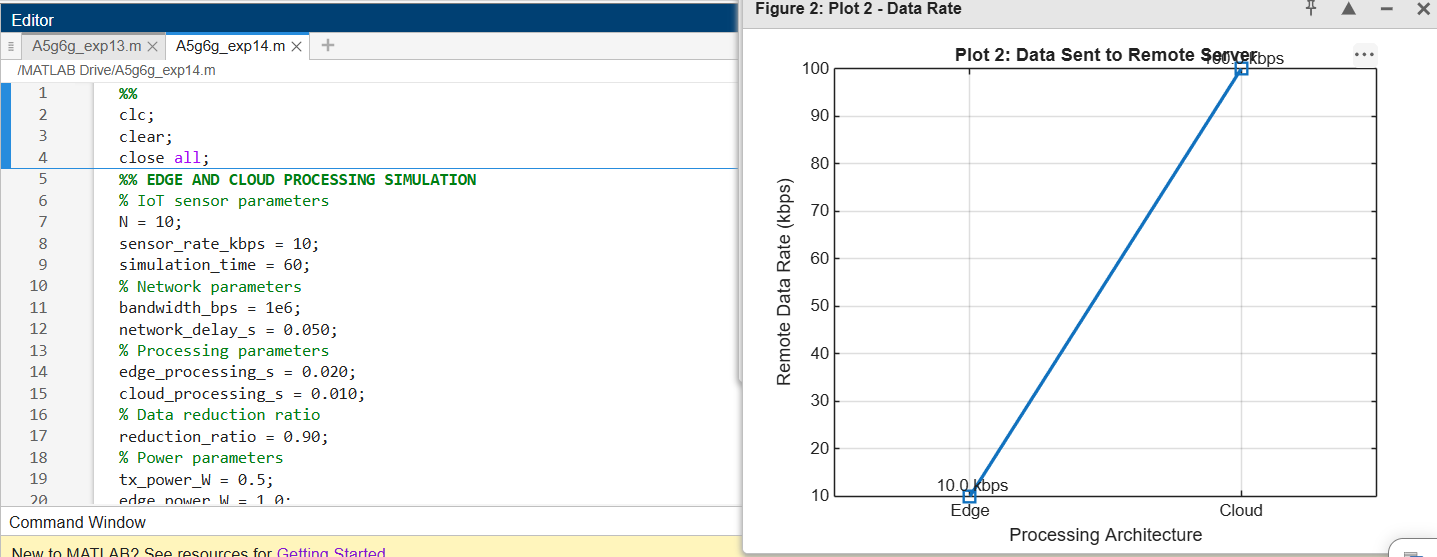 Editor
A5g6g_exp13.m
A5g6g_exp14.m
/MATLAB Drive/A5g6g_exp14.m
1 %%
2 clc;
3 clear;
4 close all;
5 %% EDGE AND CLOUD PROCESSING SIMULATION
6 % IoT sensor parameters
7 N = 10;
8 sensor_rate_kbps = 10;
9 simulation_time = 60;
10 % Network parameters
11 bandwidth_bps = 1e6;
12 network_delay_s = 0.050;
13 % Processing parameters
14 edge_processing_s = 0.020;
15 cloud_processing_s = 0.010;
16 % Data reduction ratio
17 reduction_ratio = 0.90;
18 % Power parameters
19 tx_power_W = 0.5;
20 edge_power_W = 1.0;
Command Window
New to MATLAB? See resources for Getting Started
Figure 2: Plot 2 - Data Rate
Plot 2: Data Sent to Remote Server
100.0 kbps
100
90
80
70
60
50
40
30
20
10
Remote Data Rate (kbps)
10.0 kbps
Edge
Cloud
Processing Architecture